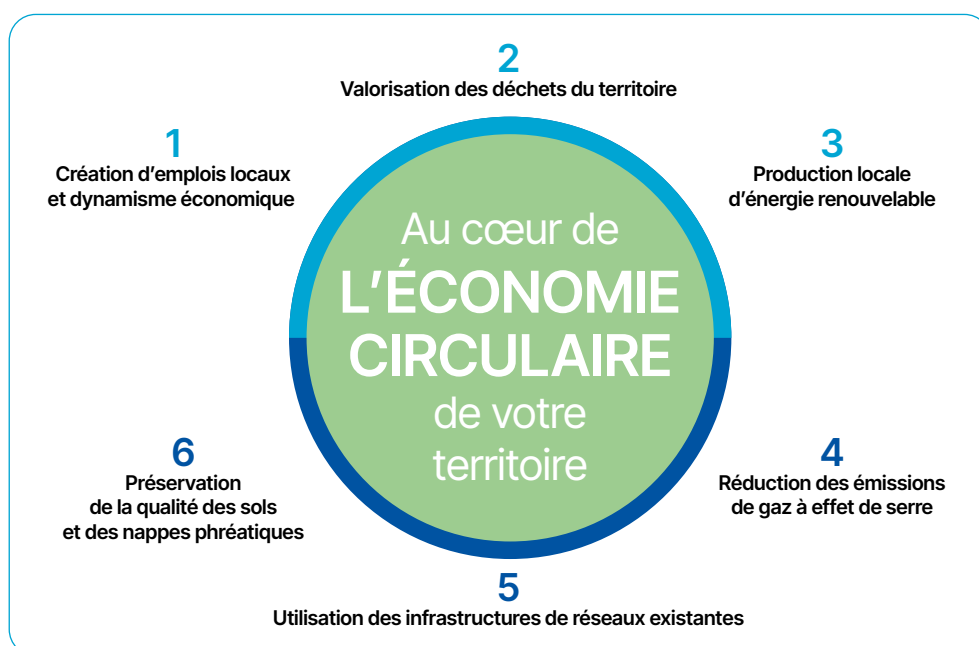 1
Création d'emplois locaux
et dynamisme économique
2
Valorisation des déchets du territoire
3
Production locale
d'énergie renouvelable
Au cœur de
L'ÉCONOMIE
CIRCULAIRE
de votre
territoire
4
Réduction des émissions
de gaz à effet de serre
5
Utilisation des infrastructures de réseaux existantes
6
Préservation
de la qualité des sols
et des nappes phréatiques